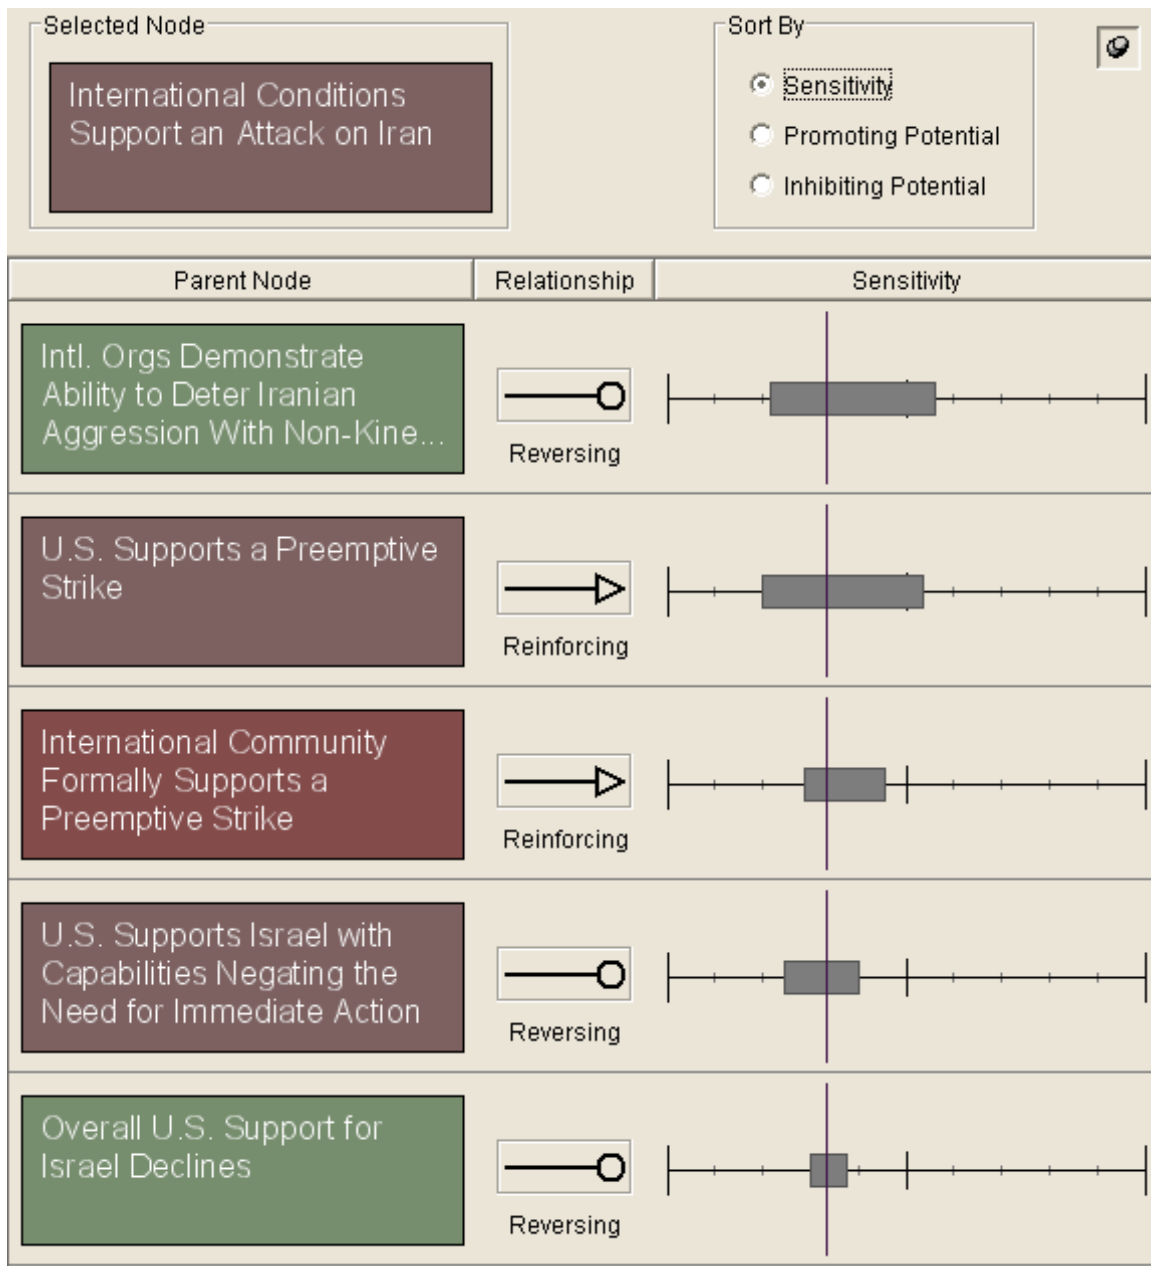 Selected Node
International Conditions
Support an Attack on Iran
Sort By
Sensitivity
Promoting Potential
Inhibiting Potential
Parent Node
Relationship
Sensitivity
Intl. Orgs Demonstrate
Ability to Deter Iranian
Aggression With Non-Kine...
Reversing
U.S. Supports a Preemptive
Strike
Reinforcing
International Community
Formally Supports a
Preemptive Strike
Reinforcing
U.S. Supports Israel with
Capabilities Negating the
Need for Immediate Action
Reversing
Overall U.S. Support for
Israel Declines
Reversing